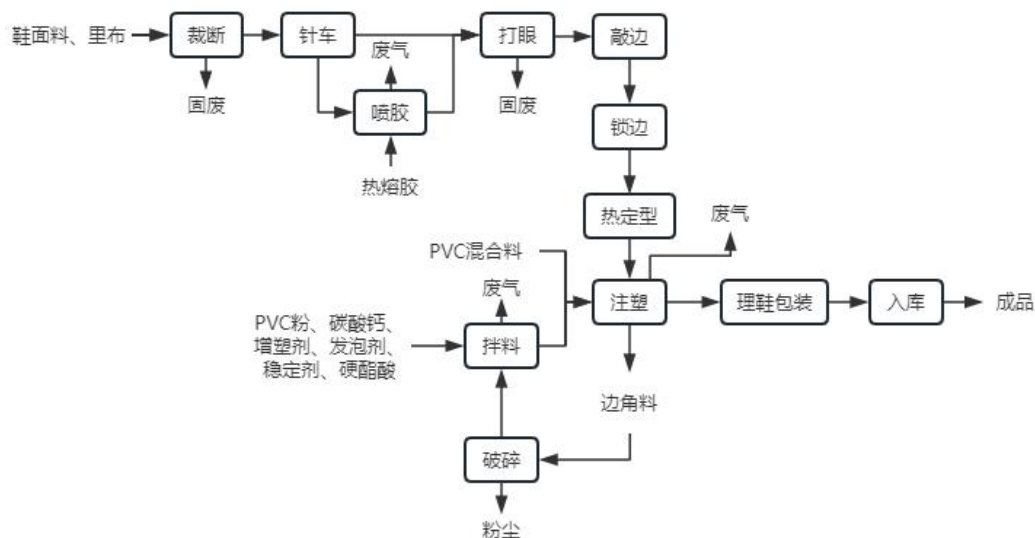 鞋面料、里布
裁断
针车
打眼
敲边
废气
固废
喷胶
固废
锁边
热熔胶
热定型
废气
PVC混合料
废气
注塑
理鞋包装
入库
成品
PVC粉、碳酸钙、
增塑剂、发泡剂、
稳定剂、硬酯酸
拌料
边角料
破碎
粉尘